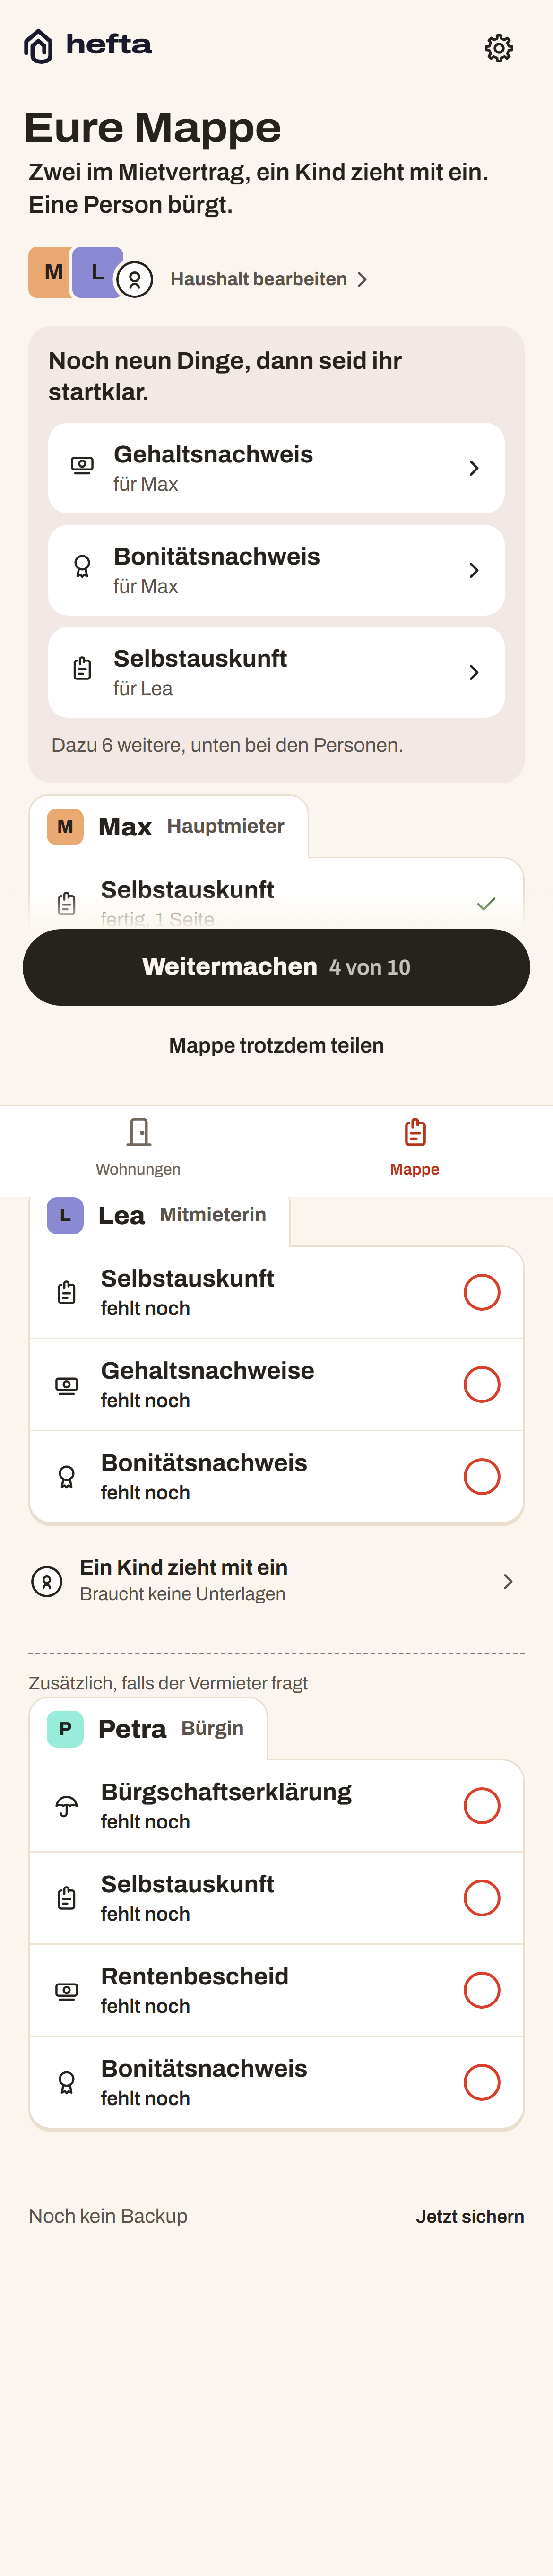 hefta
Eure Mappe
Zwei im Mietvertrag, ein Kind zieht mit ein.
Eine Person bürgt.
M L Haushalt bearbeiten
Noch neun Dinge, dann seid ihr
startklar.
Gehaltsnachweis
für Max
Bonitätsnachweis
für Max
Selbstauskunft
für Lea
Dazu 6 weitere, unten bei den Personen.
M Max Hauptmieter
Selbstauskunft
fertig, 1 Seite
Weitermachen 4 von 10
Mappe trotzdem teilen
Wohnungen Mappe
L Lea Mitmieterin
Selbstauskunft
fehlt noch
Gehaltsnachweise
fehlt noch
Bonitätsnachweis
fehlt noch
Ein Kind zieht mit ein
Braucht keine Unterlagen
Zusätzlich, falls der Vermieter fragt
P Petra Bürgin
Bürgschaftserklärung
fehlt noch
Selbstauskunft
fehlt noch
Rentenbescheid
fehlt noch
Bonitätsnachweis
fehlt noch
Noch kein Backup Jetzt sichern